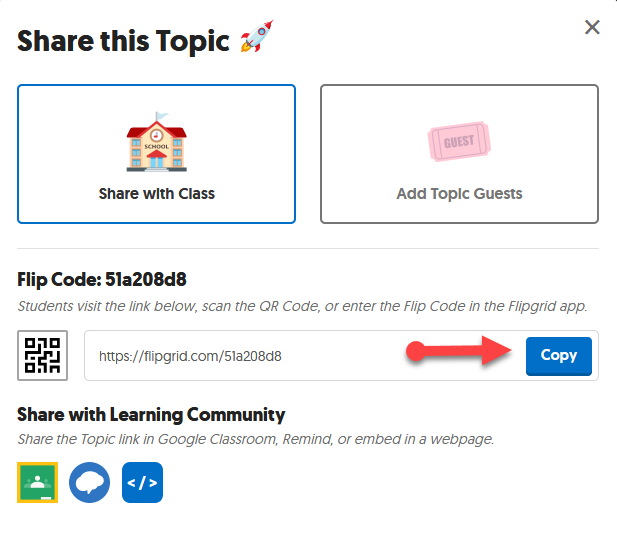 Share this Topic
SCHOOL
GUEST
Share with Class
Add Topic Guests
Flip Code: 51a208d8
Students visit the link below, scan the QR Code, or enter the Flip Code in the Flipgrid app.
https://flipgrid.com/51a208d8
Copy
Share with Learning Community
Share the Topic link in Google Classroom, Remind, or embed in a webpage.
</>